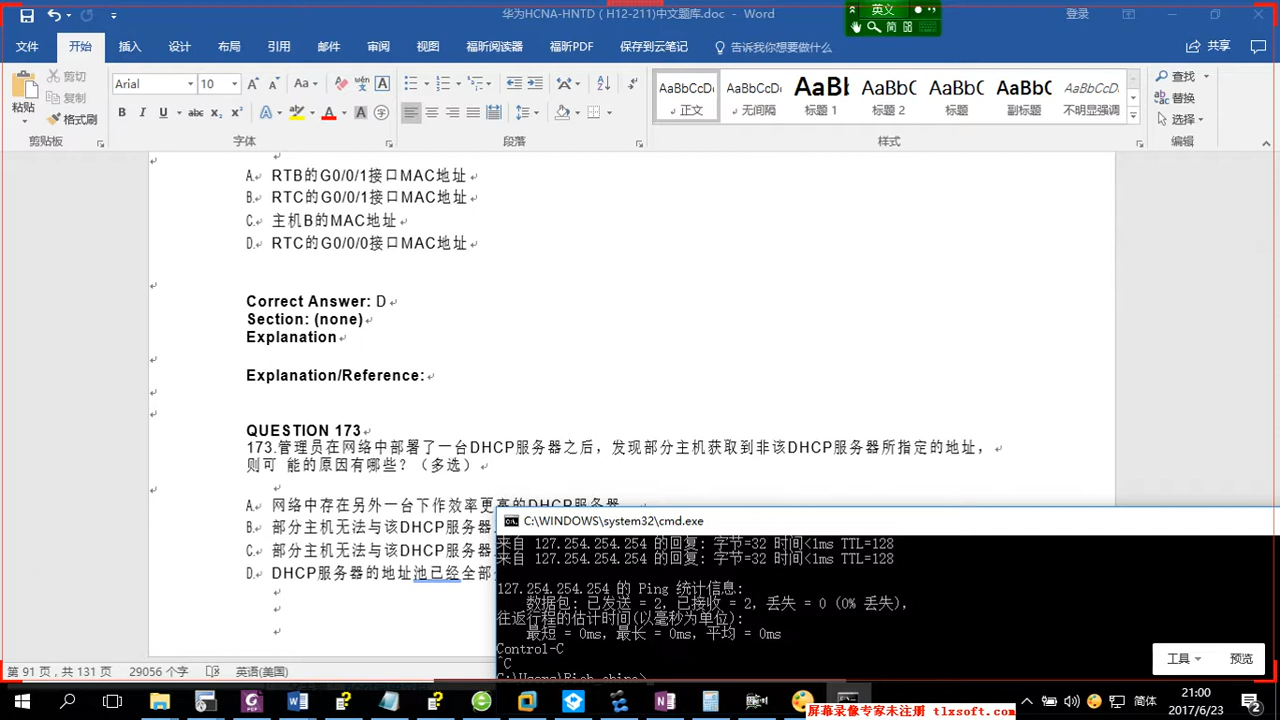 华为HCNA-HNTD（H12-211)中文题库.doc - Word
英义
简
登录
文件 开始 插入 设计 布局 引用 邮件 审阅 视图 福昕阅读器 福昕PDF 保存到云笔记 告诉我你想要做什么 共享
粘贴 剪切 复制 格式刷
Arial 10
AaBbCcDc AaBbCcDc AaBl AaBbC AaBbC AaBbC AaBbCcDc
正文 无间隔 标题 1 标题 2 标题 副标题 不明显强调
查找 替换 选择
剪贴板 字体 段落 样式 编辑
A. RTB的G0/0/1接口MAC地址
B. RTC的G0/0/1接口MAC地址
C. 主机B的MAC地址
D. RTC的G0/0/0接口MAC地址
Correct Answer: D
Section: (none)
Explanation
Explanation/Reference:
QUESTION 173
173.管理员在网络中部署了一台DHCP服务器之后，发现部分主机获取到非该DHCP服务器所指定的地址，
则可 能的原因有哪些？（多选）
A. 网络中存在另外一台下作效率更高的DHCP服务器
B. 部分主机无法与该DHCP服务器
C. 部分主机无法与该DHCP服务器
D. DHCP服务器的地址池已经全部
C:\WINDOWS\system32\cmd.exe
来自 127.254.254.254 的回复: 字节=32 时间<1ms TTL=128
来自 127.254.254.254 的回复: 字节=32 时间<1ms TTL=128
127.254.254.254 的 Ping 统计信息:
数据包: 已发送 = 2，已接收 = 2，丢失 = 0 (0% 丢失)，
往返行程的估计时间(以毫秒为单位):
最短 = 0ms，最长 = 0ms，平均 = 0ms
Control-C
^C
工具 预览
第 91 页，共 131 页 29056 个字 英语(美国)
简体
21:00
2017/6/23
2
屏幕录像专家未注册 tlxsoft.com